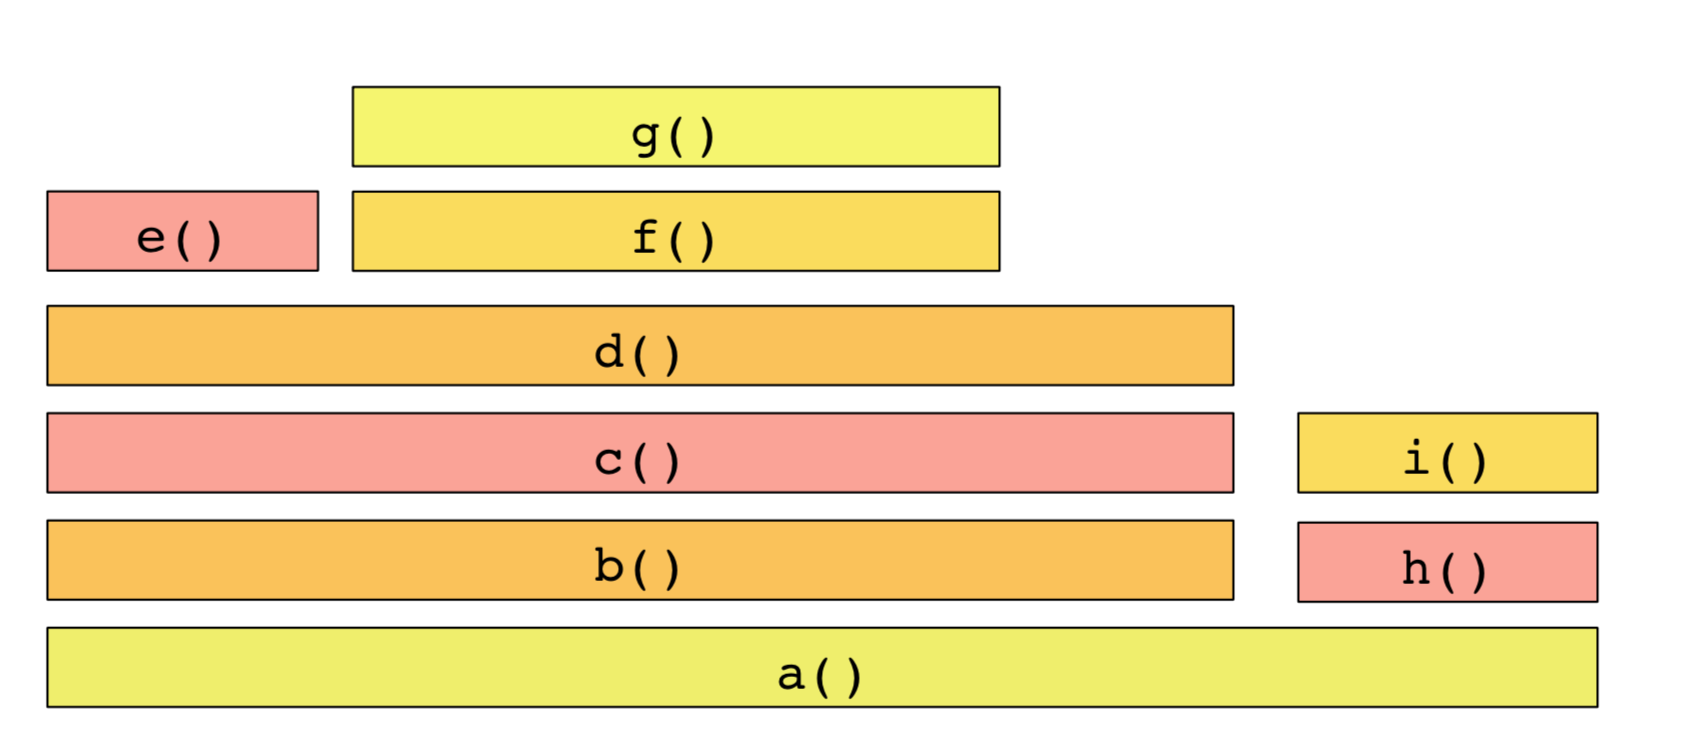 g()
e() f()
d()
c() i()
b() h()
a()